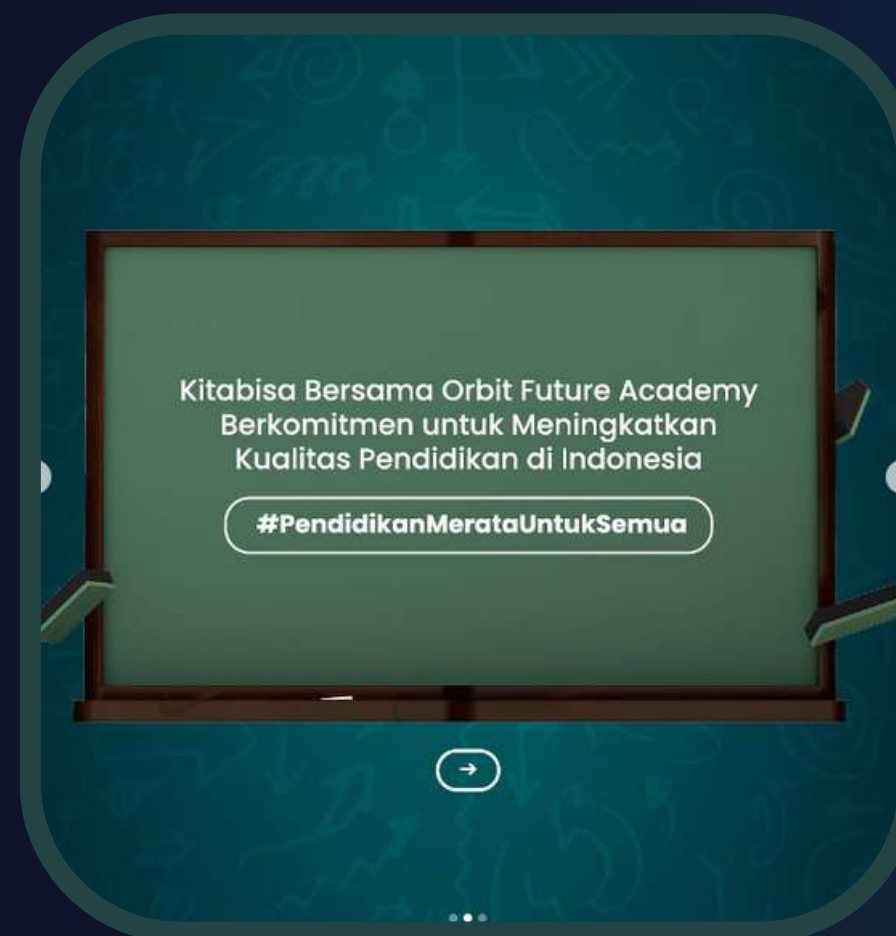 Kitabisa Bersama Orbit Future Academy
Berkomitmen untuk Meningkatkan
Kualitas Pendidikan di Indonesia
#PendidikanMerataUntukSemua